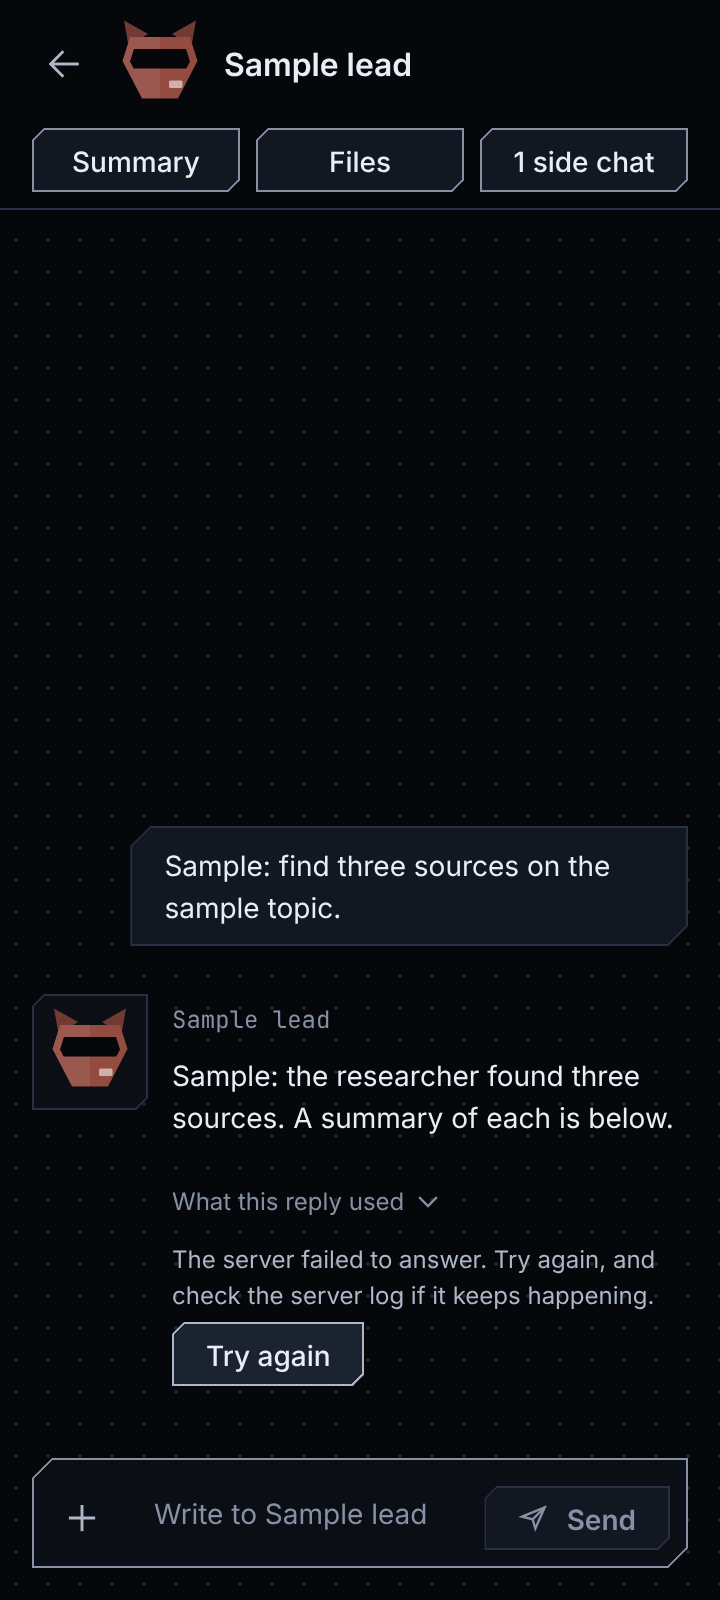 Sample lead
Summary
Files
1 side chat
Sample: find three sources on the
sample topic.
Sample lead
Sample: the researcher found three
sources. A summary of each is below.
What this reply used
The server failed to answer. Try again, and
check the server log if it keeps happening.
Try again
Write to Sample lead
Send